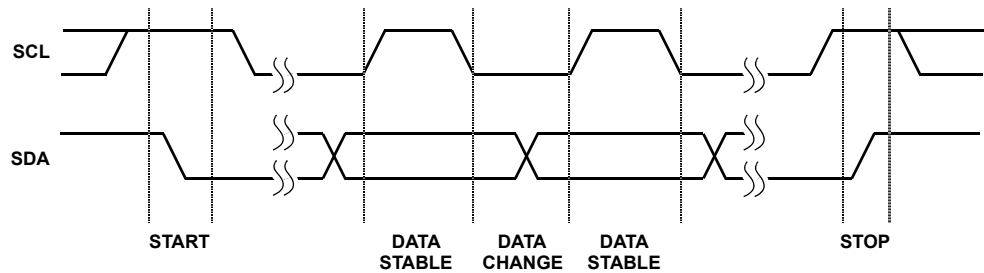 SCL
SDA
START
DATA
STABLE
DATA
CHANGE
DATA
STABLE
STOP